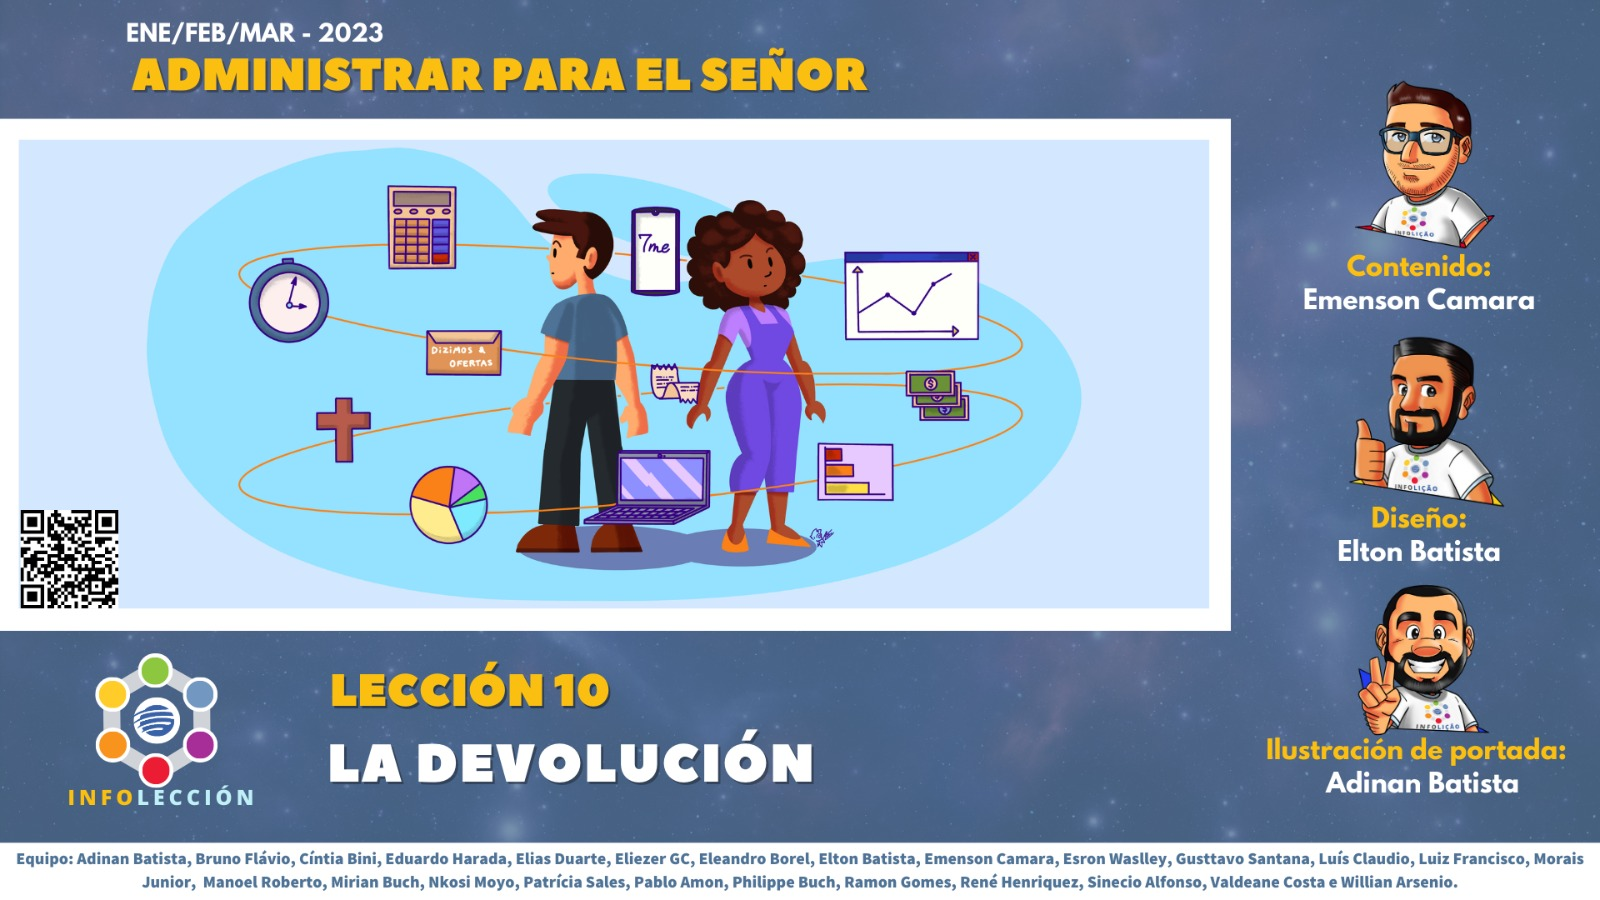 ENE/FEB/MAR - 2023
ADMINISTRAR PARA EL SEÑOR
7me
DIZIMOS &
OFERTAS
INFOLIÇÃO
Contenido:
Emenson Camara
INFOLIÇÃO
Diseño:
Elton Batista
INFOLIÇÃO
Ilustración de portada:
Adinan Batista
LECCIÓN 10
LA DEVOLUCIÓN
INFOLECCIÓN
Equipo: Adinan Batista, Bruno Flávio, Cíntia Bini, Eduardo Harada, Elias Duarte, Eliezer GC, Eleandro Borel, Elton Batista, Emenson Camara, Esron Waslley, Gusttavo Santana, Luís Claudio, Luiz Francisco, Morais
Junior, Manoel Roberto, Mirian Buch, Nkosi Moyo, Patrícia Sales, Pablo Amon, Philippe Buch, Ramon Gomes, René Henriquez, Sinecio Alfonso, Valdeane Costa e Willian Arsenio.